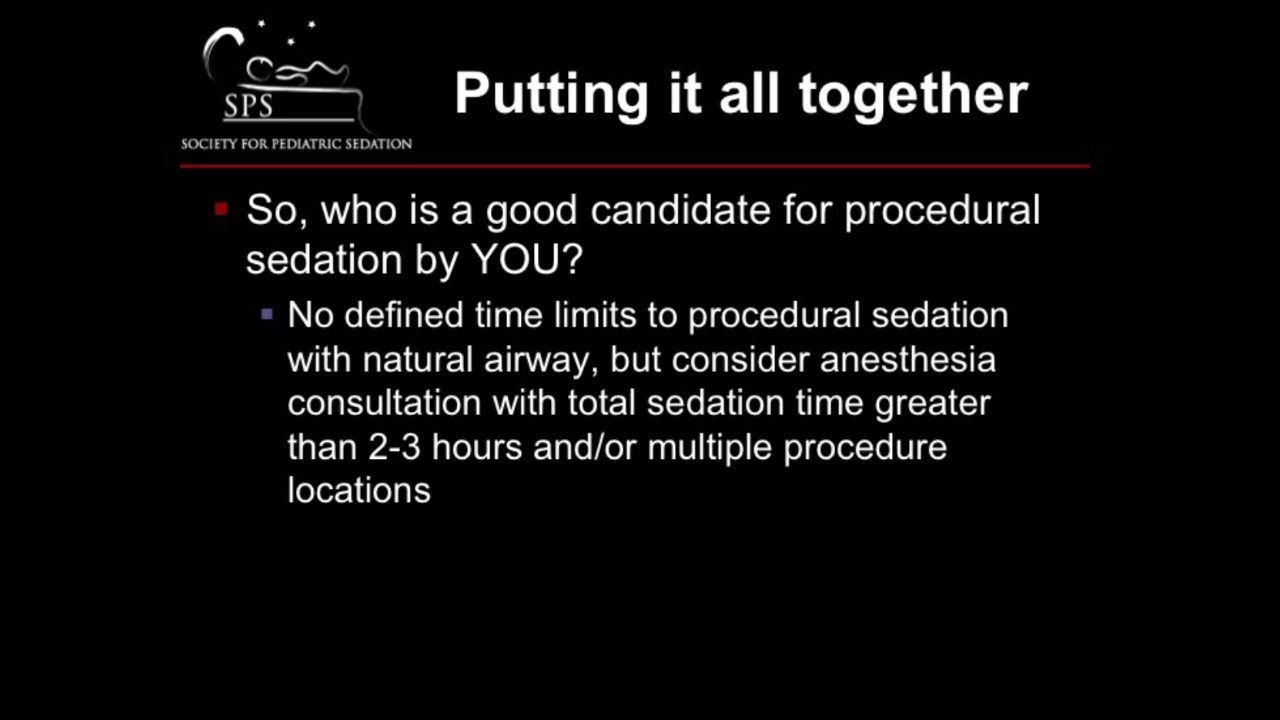 SPS
SOCIETY FOR PEDIATRIC SEDATION
Putting it all together
So, who is a good candidate for procedural
sedation by YOU?
No defined time limits to procedural sedation
with natural airway, but consider anesthesia
consultation with total sedation time greater
than 2-3 hours and/or multiple procedure
locations